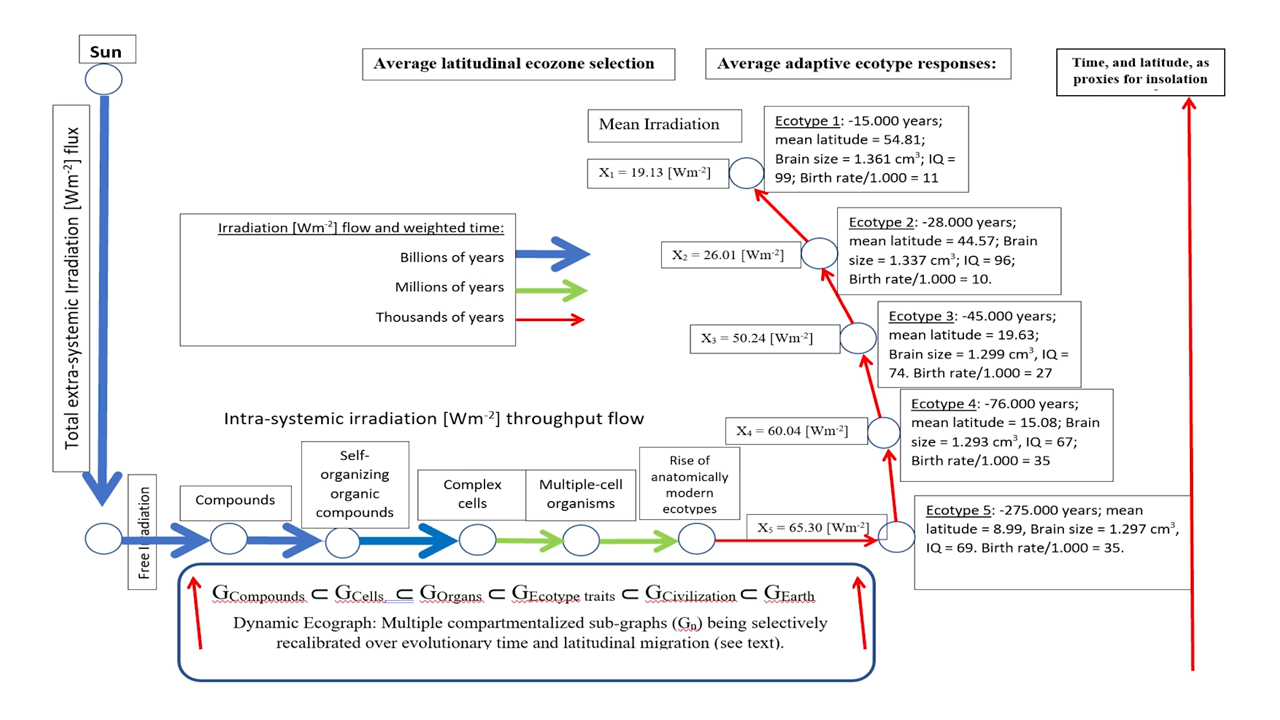 Sun
Total extra-systemic Irradiation [Wm⁻²] flux
Average latitudinal ecozone selection
Average adaptive ecotype responses:
Time, and latitude, as
proxies for insolation
Mean Irradiation
Ecotype 1: -15.000 years;
mean latitude = 54.81;
Brain size = 1.361 cm³; IQ =
99; Birth rate/1.000 = 11
X₁ = 19.13 [Wm⁻²]
Irradiation [Wm⁻²] flow and weighted time:
Billions of years
Millions of years
Thousands of years
Ecotype 2: -28.000 years;
mean latitude = 44.57; Brain
size = 1.337 cm³; IQ = 96;
Birth rate/1.000 = 10.
X₂ = 26.01 [Wm⁻²]
Ecotype 3: -45.000 years;
mean latitude = 19.63;
Brain size = 1.299 cm³, IQ =
74. Birth rate/1.000 = 27
X₃ = 50.24 [Wm⁻²]
Ecotype 4: -76.000 years;
mean latitude = 15.08; Brain
size = 1.293 cm³, IQ = 67;
Birth rate/1.000 = 35
X₄ = 60.04 [Wm⁻²]
Intra-systemic irradiation [Wm⁻²] throughput flow
Free Irradiation
Compounds
Self-
organizing
organic
compounds
Complex
cells
Multiple-cell
organisms
Rise of
anatomically
modern
ecotypes
X₅ = 65.30 [Wm⁻²]
Ecotype 5: -275.000 years; mean
latitude = 8.99, Brain size = 1.297 cm³,
IQ = 69. Birth rate/1.000 = 35.
G_Compounds ⊂ G_Cells, ⊂ G_Organs ⊂ G_Ecotype traits ⊂ G_Civilization ⊂ G_Earth
Dynamic Ecograph: Multiple compartmentalized sub-graphs (Gₙ) being selectively
recalibrated over evolutionary time and latitudinal migration (see text).